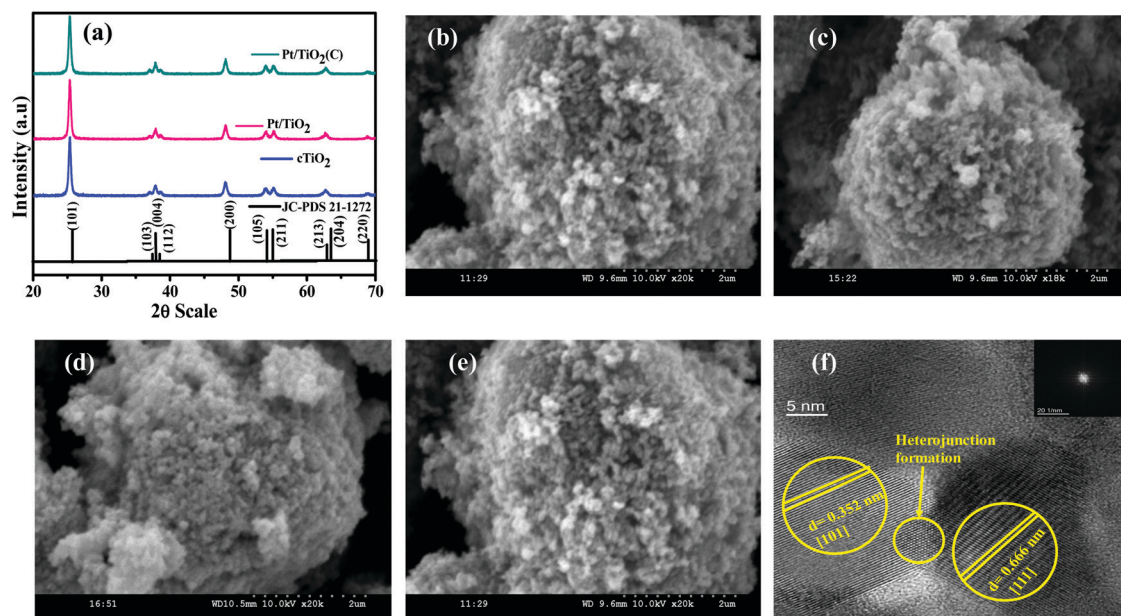 (a)
Pt/TiO2(C)
Pt/TiO2
cTiO2
JC-PDS 21-1272
(101)
(103)
(004)
(112)
(200)
(105)
(211)
(213)
(204)
(220)
Intensity (a.u)
20 30 40 50 60 70
2θ Scale
(b)
11:29 WD 9.6mm 10.0kV x20k 2um
(c)
15:22 WD 9.6mm 10.0kV x18k 2um
(d)
16:51 WD10.5mm 10.0kV x20k 2um
(e)
11:29 WD 9.6mm 10.0kV x20k 2um
(f)
5 nm
20 1/nm
Heterojunction
formation
d= 0.352 nm
[101]
d= 0.666 nm
[111]